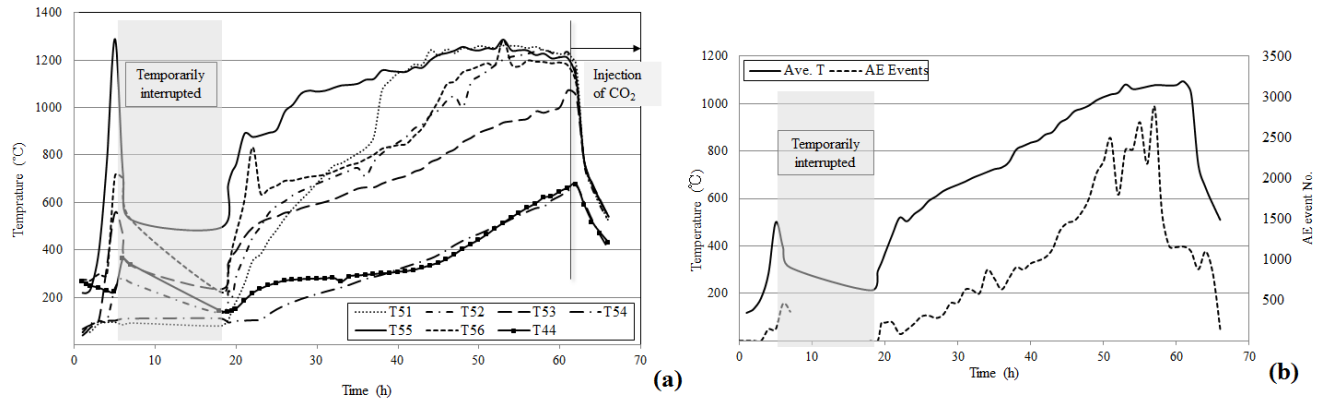 1400
1200
1000
800
600
400
200
Temprature (°C)
Temporarily
interrupted
Injection
of CO2
T51 T52 T53 T54
T55 T56 T44
0 10 20 30 40 50 60 70
Time (h)
(a)
1200
1000
800
600
400
200
Temperature (°C)
Ave. T AE Events
Temporarily
interrupted
3500
3000
2500
2000
1500
1000
500
AE event No.
0 10 20 30 40 50 60 70
Time (h)
(b)